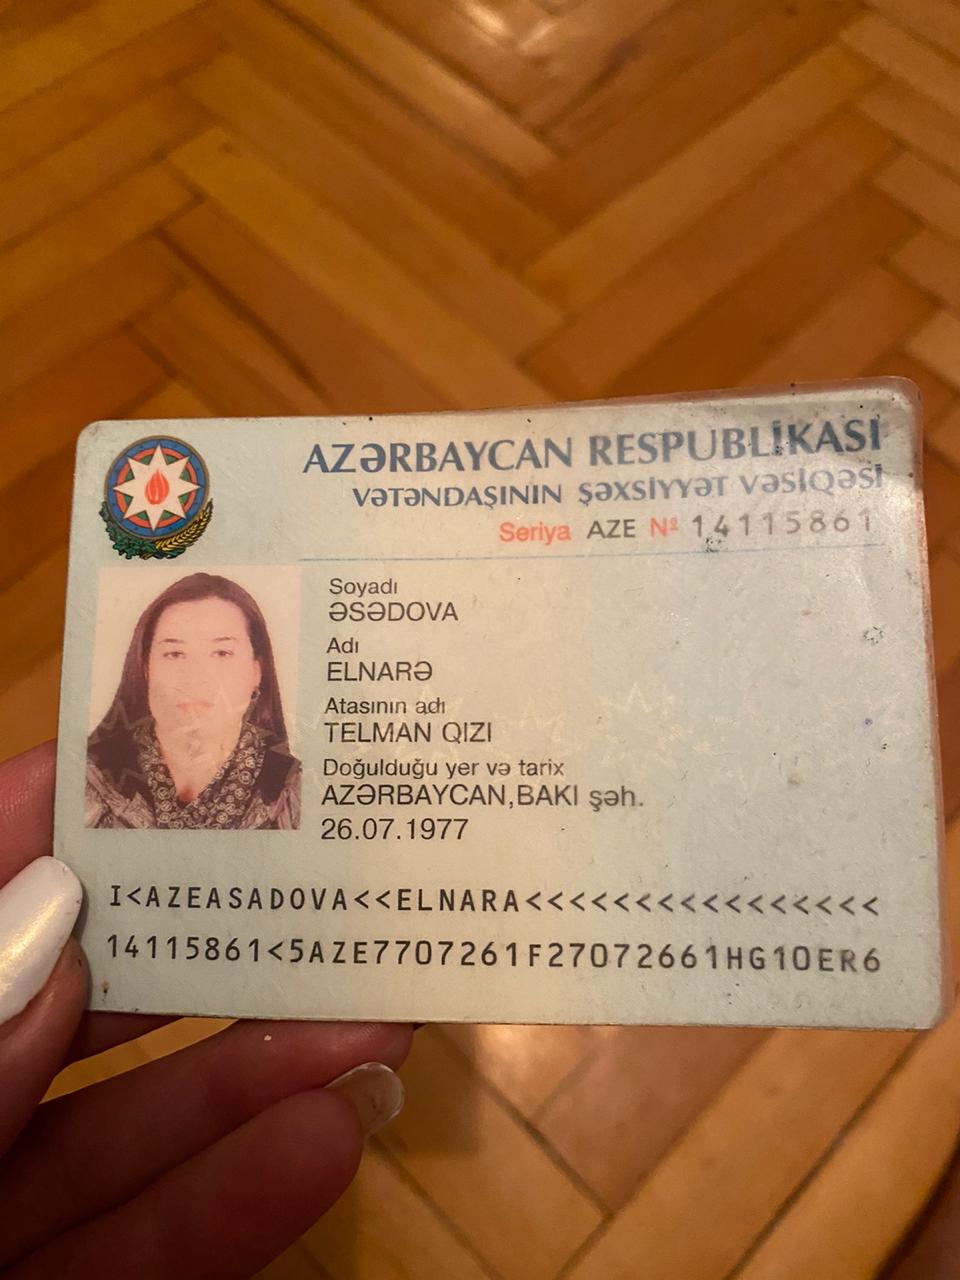 AZƏRBAYCAN RESPUBLİKASI
VƏTƏNDAŞININ ŞƏXSİYYƏT VƏSİQƏSİ
Seriya AZE № 14115861
Soyadı
ƏSƏDOVA
Adı
ELNARƏ
Atasının adı
TELMAN QIZI
Doğulduğu yer və tarix
AZƏRBAYCAN,BAKI şəh.
26.07.1977
I<AZEASADOVA<<ELNARA<<<<<<<<<<<<<<<<
14115861<5AZE7707261F27072661HG10ER6